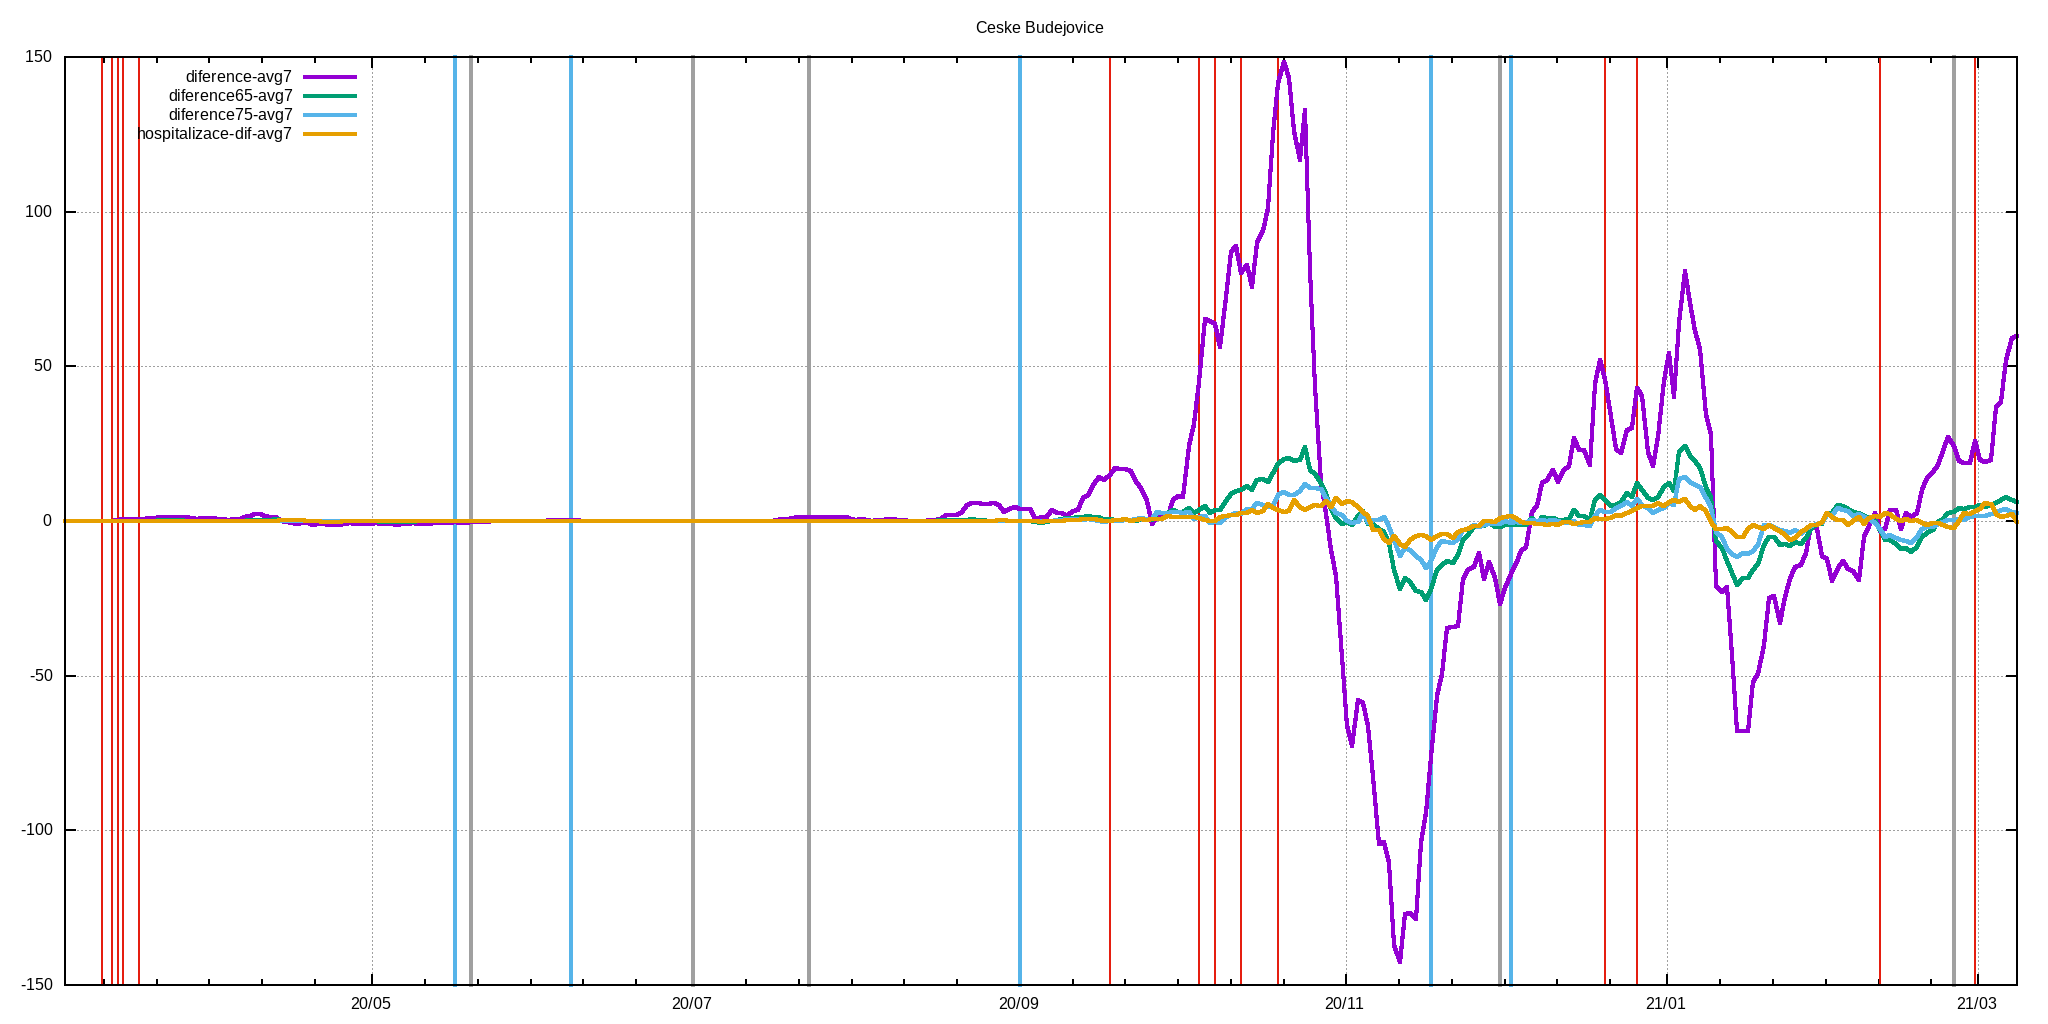 Ceske Budejovice
diference-avg7
diference65-avg7
diference75-avg7
hospitalizace-dif-avg7
150
100
50
0
-50
-100
-150
20/05
20/07
20/09
20/11
21/01
21/03